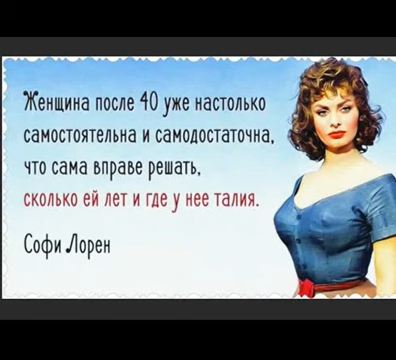 Женщина после 40 уже настолько
самостоятельна и самодостаточна,
что сама вправе решать,
сколько ей лет и где у нее талия.
Софи Лорен